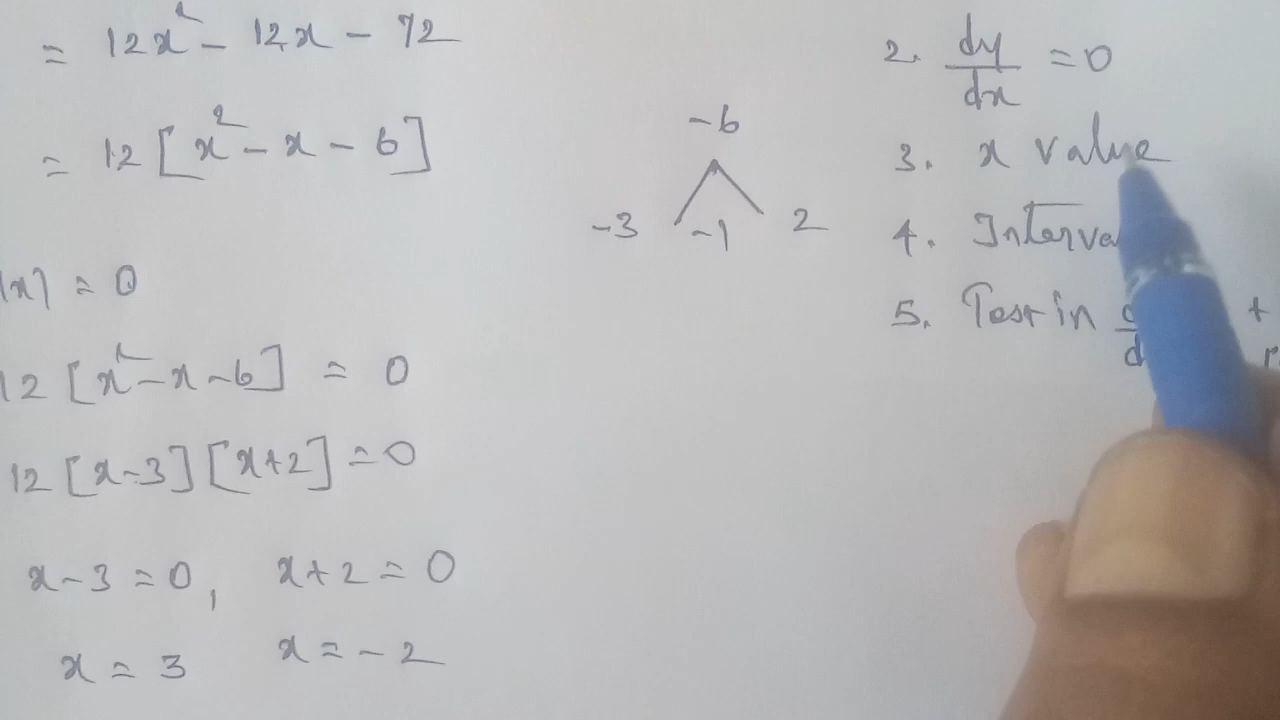 = 12x² - 12x - 72
= 12 [x² - x - 6]
(x) = 0
12 [x² - x - 6] = 0
12 [x - 3] [x + 2] = 0
x - 3 = 0, x + 2 = 0
x = 3 x = -2
-6
-3 -1 2
2. dy/dx = 0
3. x value
4. Interva
5. Test in d +